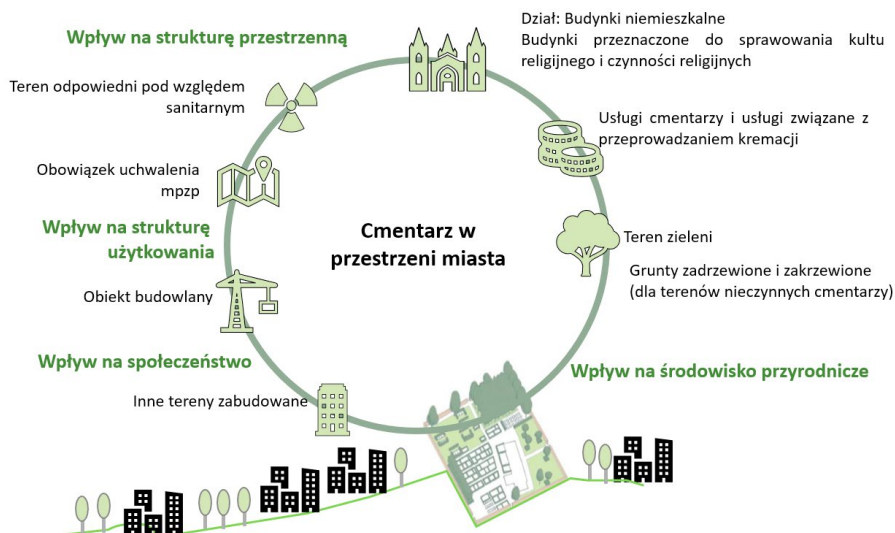 Wpływ na strukturę przestrzenną
Dział: Budynki niemieszkalne
Budynki przeznaczone do sprawowania kultu
religijnego i czynności religijnych
Teren odpowiedni pod względem
sanitarnym
Usługi cmentarzy i usługi związane z
przeprowadzaniem kremacji
Obowiązek uchwalenia
mpzp
Wpływ na strukturę
użytkowania
Cmentarz w
przestrzeni miasta
Teren zieleni
Grunty zadrzewione i zakrzewione
(dla terenów nieczynnych cmentarzy)
Obiekt budowlany
Wpływ na społeczeństwo
Wpływ na środowisko przyrodnicze
Inne tereny zabudowane